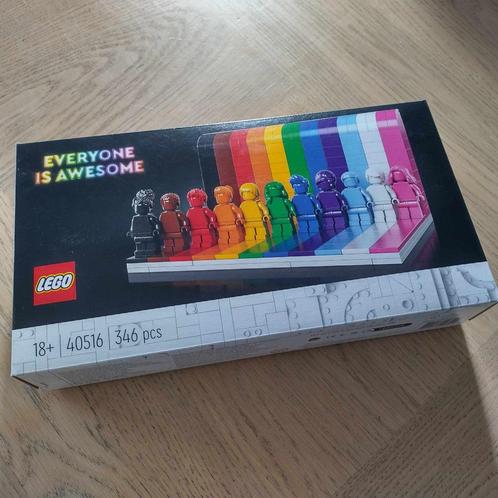 EVERYONE
IS AWESOME
LEGO
18+ 40516 346 pcs